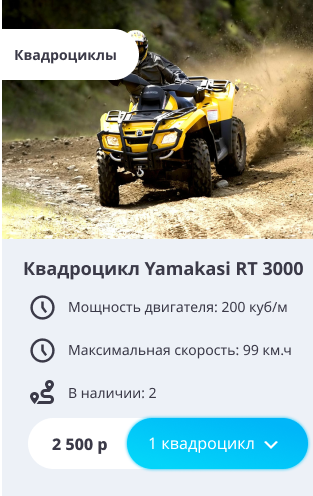 Квадроциклы
Квадроцикл Yamakasi RT 3000
Мощность двигателя: 200 куб/м
Максимальная скорость: 99 км.ч
В наличии: 2
2 500 р
1 квадроцикл